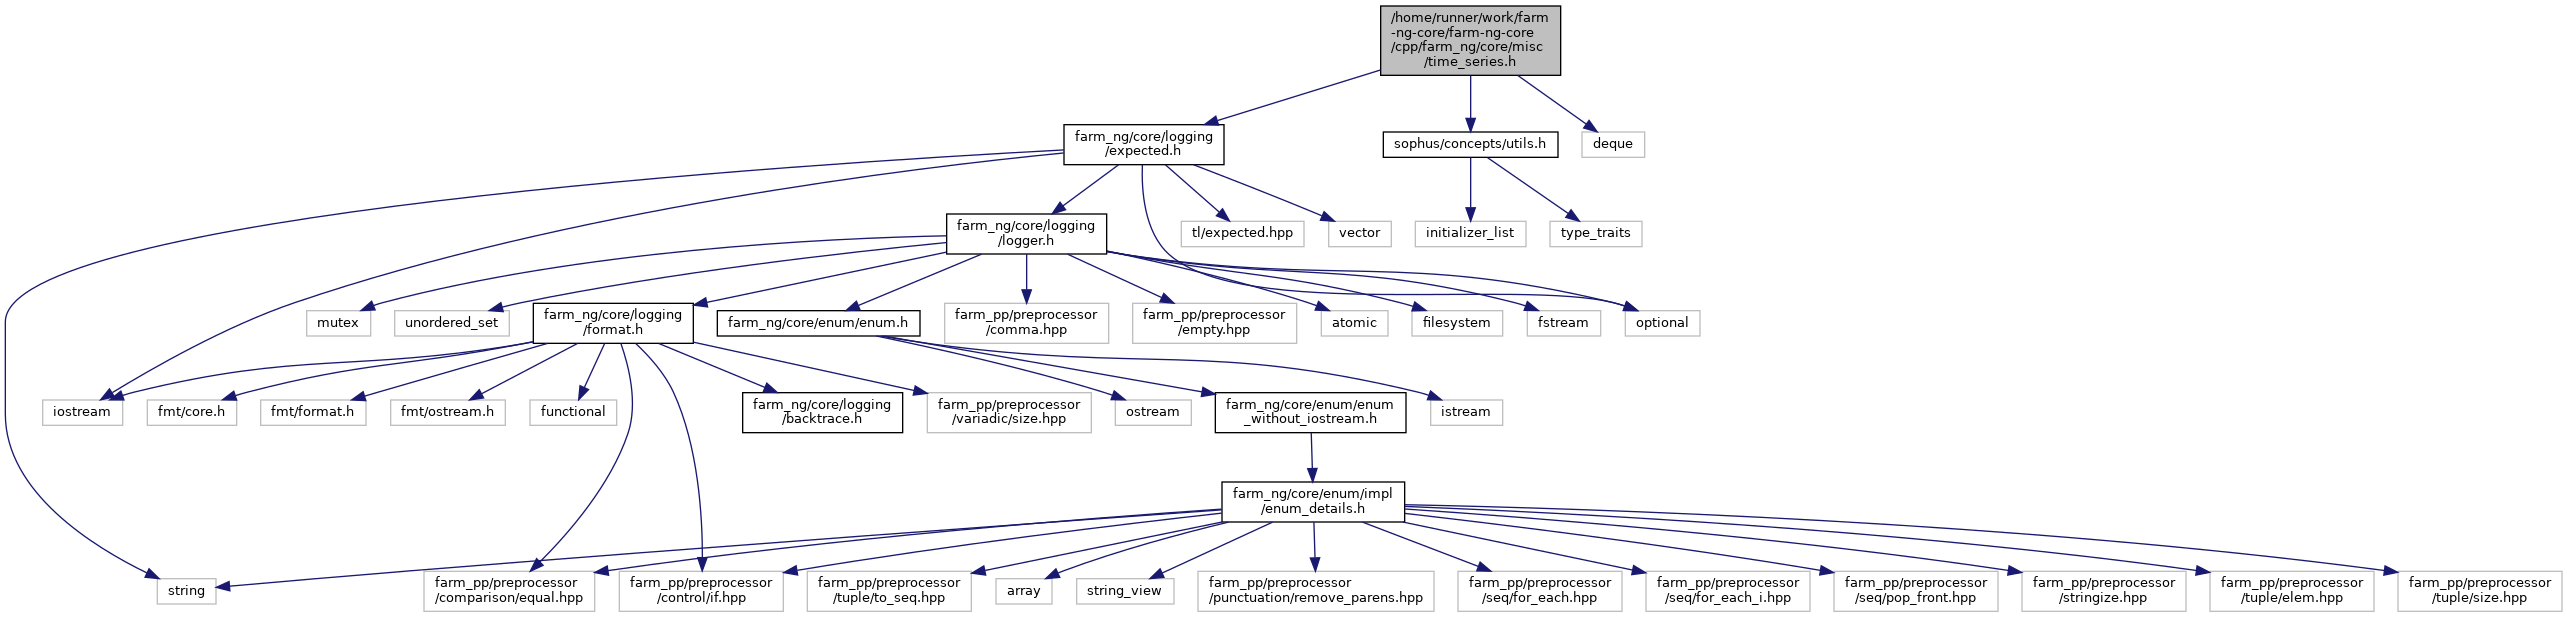 /home/runner/work/farm
-ng-core/farm-ng-core
/cpp/farm_ng/core/misc
/time_series.h
farm_ng/core/logging
/expected.h
sophus/concepts/utils.h
deque
farm_ng/core/logging
/logger.h
tl/expected.hpp
vector
initializer_list
type_traits
mutex
unordered_set
farm_ng/core/logging
/format.h
farm_ng/core/enum/enum.h
farm_pp/preprocessor
/comma.hpp
farm_pp/preprocessor
/empty.hpp
atomic
filesystem
fstream
optional
iostream
fmt/core.h
fmt/format.h
fmt/ostream.h
functional
farm_ng/core/logging
/backtrace.h
farm_pp/preprocessor
/variadic/size.hpp
ostream
farm_ng/core/enum/enum
_without_iostream.h
istream
farm_ng/core/enum/impl
/enum_details.h
string
farm_pp/preprocessor
/comparison/equal.hpp
farm_pp/preprocessor
/control/if.hpp
farm_pp/preprocessor
/tuple/to_seq.hpp
array
string_view
farm_pp/preprocessor
/punctuation/remove_parens.hpp
farm_pp/preprocessor
/seq/for_each.hpp
farm_pp/preprocessor
/seq/for_each_i.hpp
farm_pp/preprocessor
/seq/pop_front.hpp
farm_pp/preprocessor
/stringize.hpp
farm_pp/preprocessor
/tuple/elem.hpp
farm_pp/preprocessor
/tuple/size.hpp